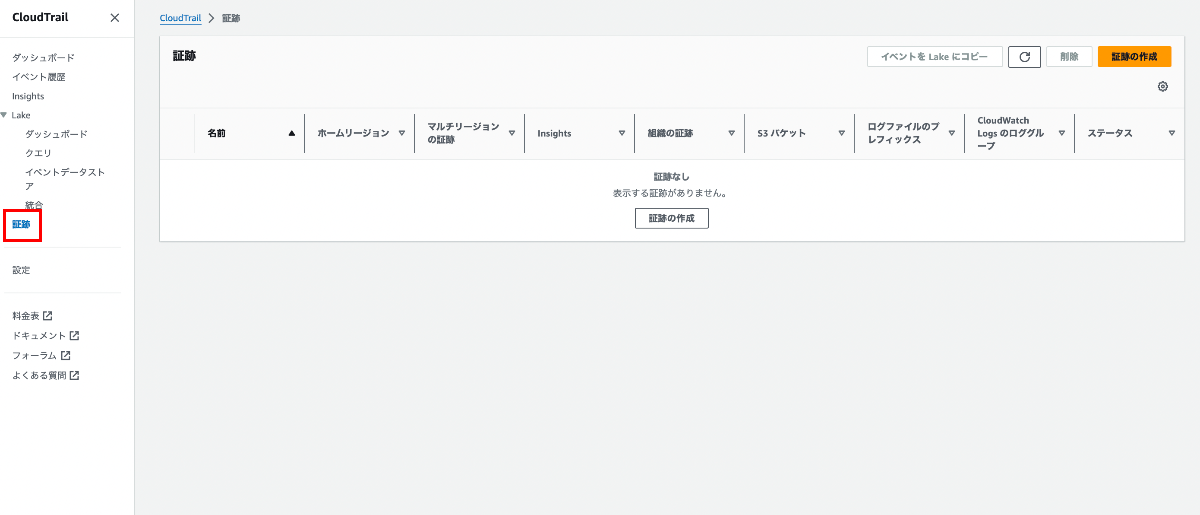 CloudTrail
ダッシュボード
イベント履歴
Insights
Lake
ダッシュボード
クエリ
イベントデータスト
ア
統合
証跡
設定
料金表
ドキュメント
フォーラム
よくある質問
CloudTrail
証跡
証跡
イベントを Lake にコピー
削除
証跡の作成
名前
ホームリージョン
マルチリージョン
の証跡
Insights
組織の証跡
S3 バケット
ログファイルのプ
レフィックス
CloudWatch
Logs のロググル
ープ
ステータス
証跡なし
表示する証跡がありません。
証跡の作成